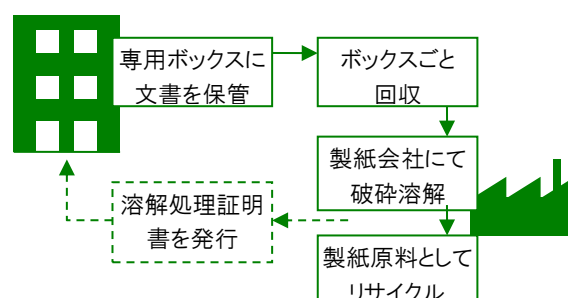 専用ボックスに
文書を保管
ボックスごと
回収
製紙会社にて
破砕溶解
溶解処理証明
書を発行
製紙原料として
リサイクル